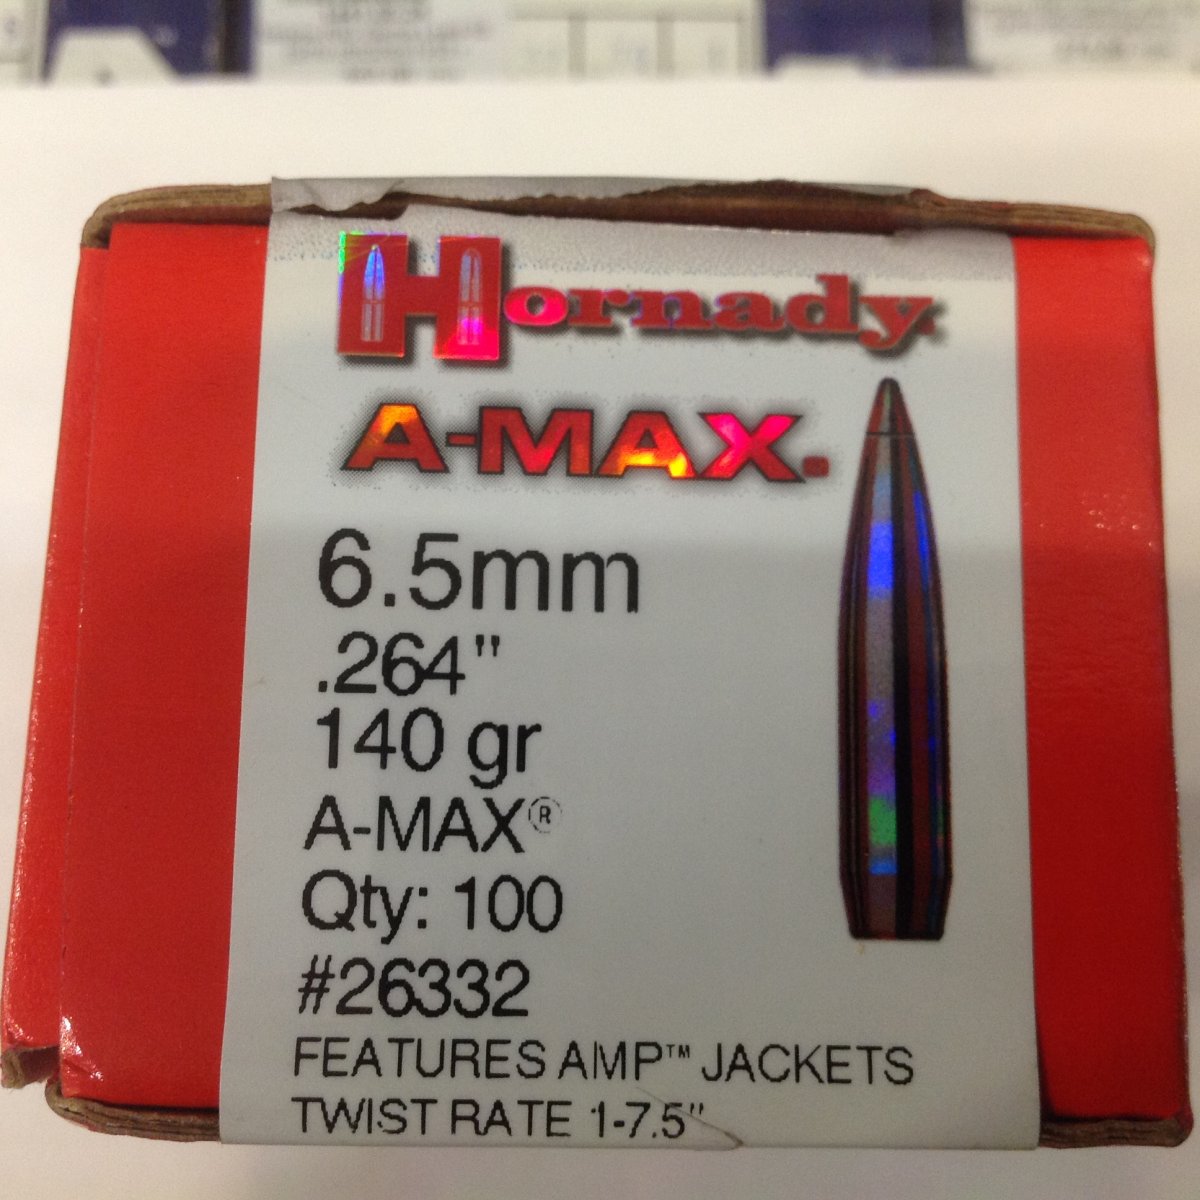 Hornady
A-MAX
6.5mm
.264"
140 gr
A-MAX®
Qty: 100
#26332
FEATURES AMP™ JACKETS
TWIST RATE 1-7.5"